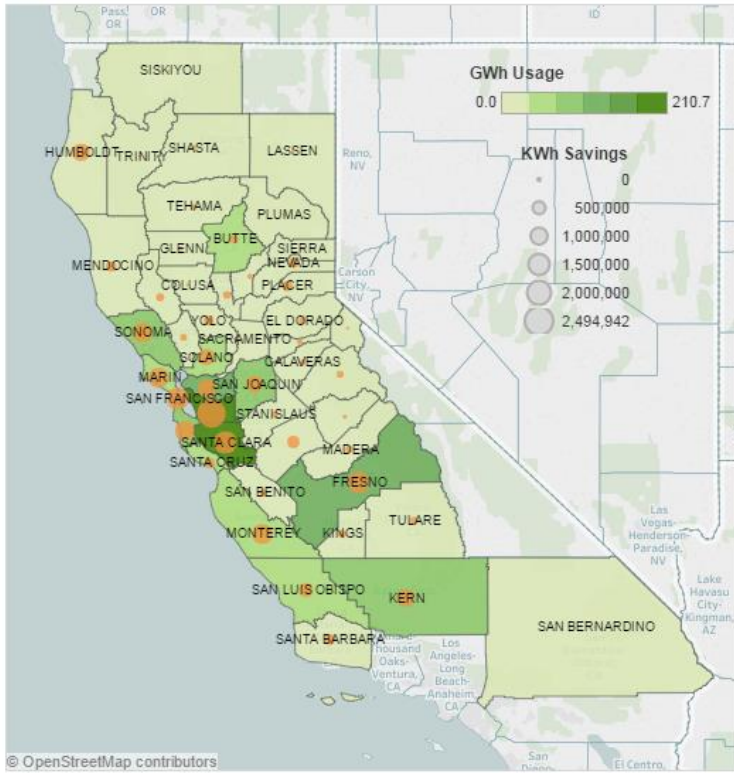 Pass,
OR
OR
ID
SISKIYOU
GWh Usage
0.0
210.7
HUMBOLDT
TRINITY
SHASTA
LASSEN
Reno,
NV
KWh Savings
0
500,000
1,000,000
1,500,000
2,000,000
2,494,942
TEHAMA
PLUMAS
BUTTE
GLENN
SIERRA
NEVADA
MENDOCINO
COLUSA
PLACER
Carson
City,
NV
YOLO
EL DORADO
SONOMA
SACRAMENTO
SOLANO
CALAVERAS
MARIN
SAN JOAQUIN
SAN FRANCISCO
STANISLAUS
SANTA CLARA
MADERA
SANTA CRUZ
SAN BENITO
FRESNO
MONTEREY
KINGS
TULARE
Las
Vegas-
Henderson-
Paradise,
NV
SAN LUIS OBISPO
KERN
Lake
Havasu
City-
Kingman,
AZ
SAN BERNARDINO
SANTA BARBARA
Thousand
Oaks-
Ventura,
CA
Los
Angeles-
Long
Beach-
Anaheim,
CA
San
El Centro,
© OpenStreetMap contributors